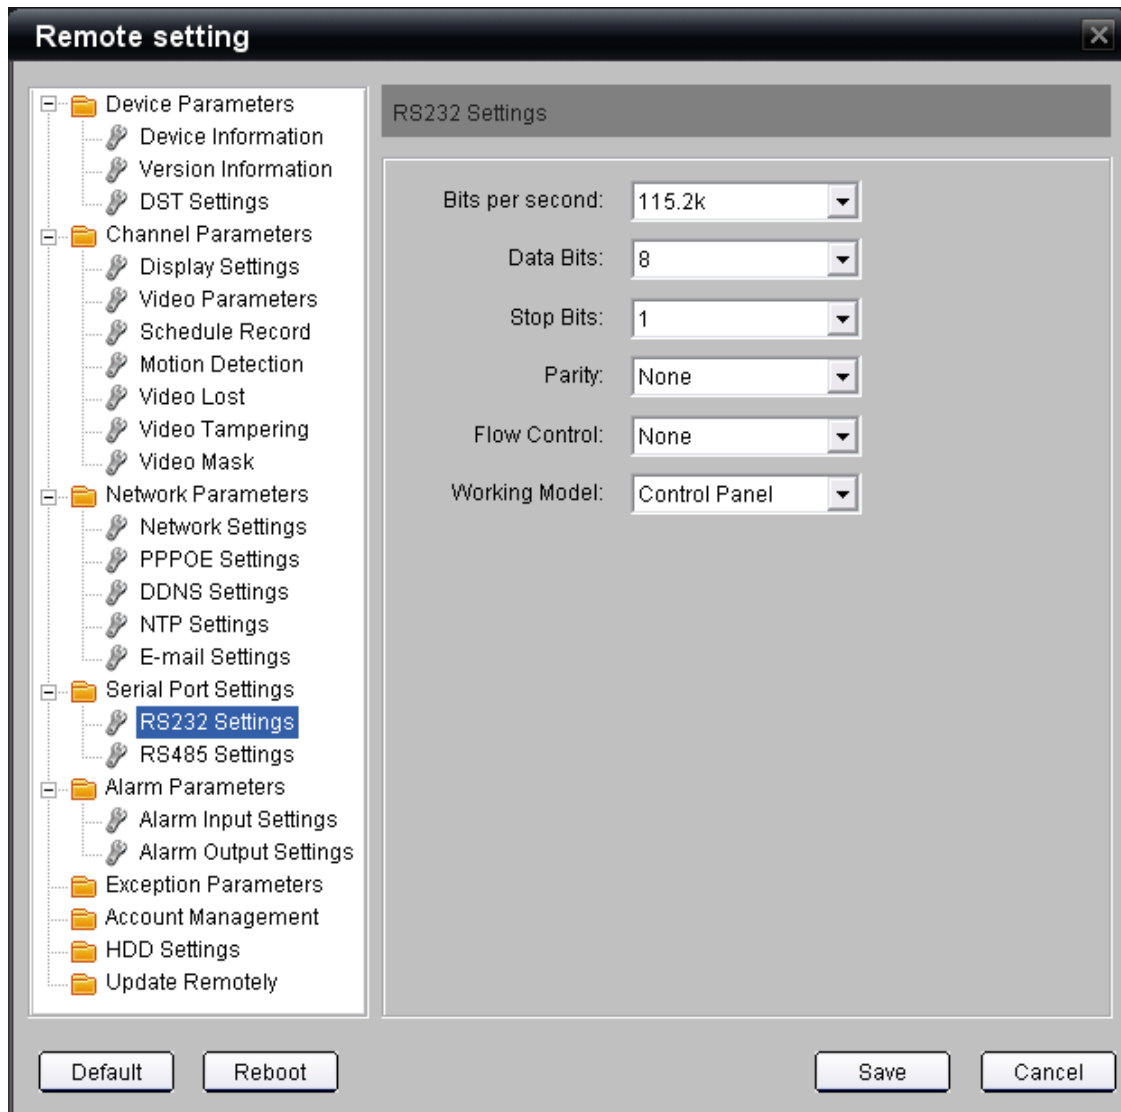 Remote setting
Device Parameters
Device Information
Version Information
DST Settings
Channel Parameters
Display Settings
Video Parameters
Schedule Record
Motion Detection
Video Lost
Video Tampering
Video Mask
Network Parameters
Network Settings
PPPOE Settings
DDNS Settings
NTP Settings
E-mail Settings
Serial Port Settings
RS232 Settings
RS485 Settings
Alarm Parameters
Alarm Input Settings
Alarm Output Settings
Exception Parameters
Account Management
HDD Settings
Update Remotely
RS232 Settings
Bits per second: 115.2k
Data Bits: 8
Stop Bits: 1
Parity: None
Flow Control: None
Working Model: Control Panel
Default Reboot Save Cancel